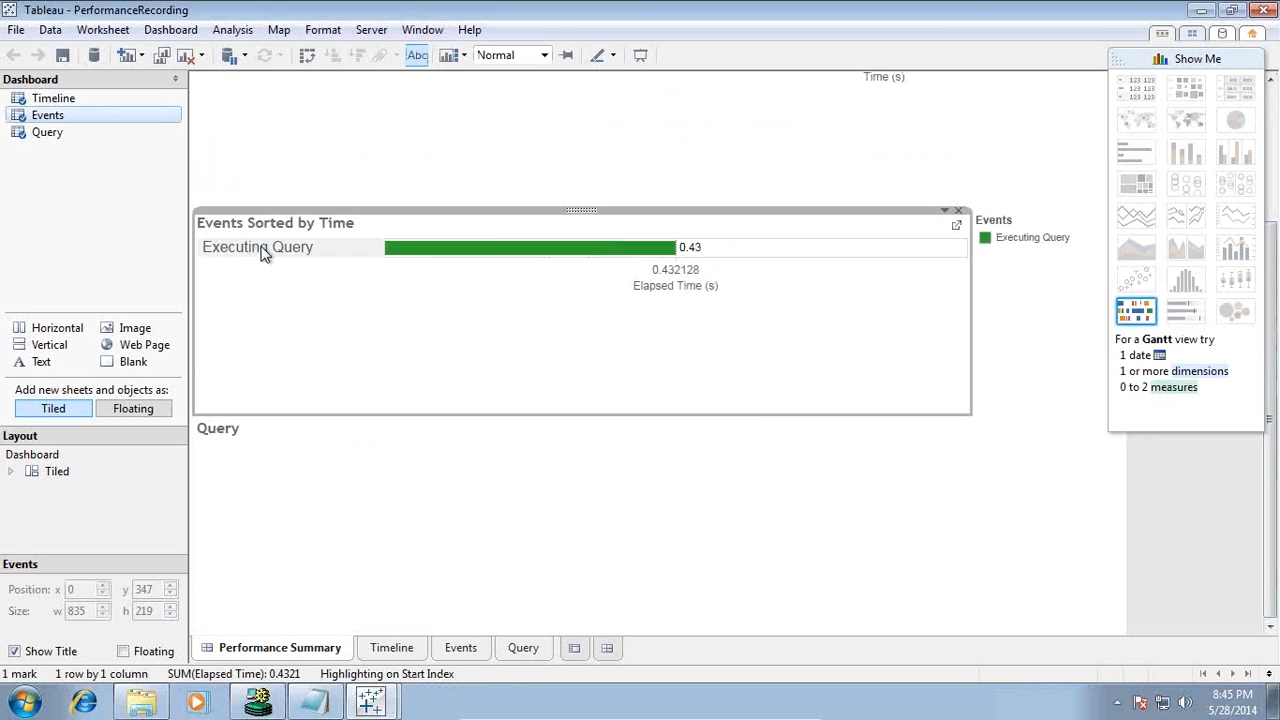 Tableau - PerformanceRecording
File Data Worksheet Dashboard Analysis Map Format Server Window Help
Abc Normal
Dashboard
Timeline
Events
Query
Horizontal Image
Vertical Web Page
Text Blank
Add new sheets and objects as:
Tiled Floating
Layout
Dashboard
Tiled
Events
Position: x 0 y 347
Size: w 835 h 219
Show Title Floating
Time (s)
Events Sorted by Time
Executing Query 0.43
0.432128
Elapsed Time (s)
Events
Executing Query
Query
Show Me
For a Gantt view try
1 date
1 or more dimensions
0 to 2 measures
Performance Summary Timeline Events Query
1 mark 1 row by 1 column SUM(Elapsed Time): 0.4321 Highlighting on Start Index
8:45 PM
5/28/2014